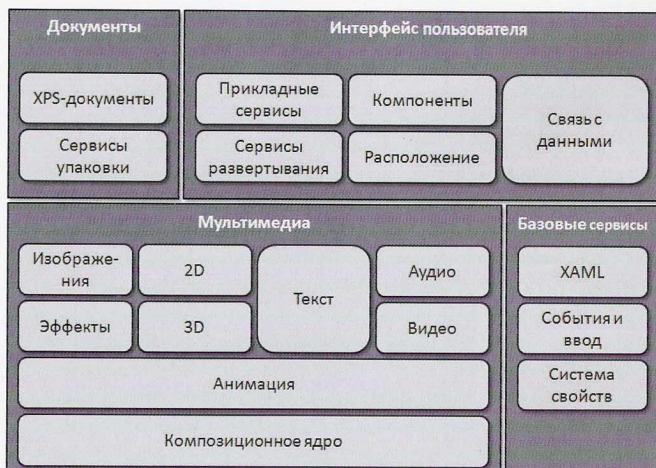 Документы
XPS-документы
Сервисы
упаковки
Интерфейс пользователя
Прикладные
сервисы
Компоненты
Связь с
данными
Сервисы
развертывания
Расположение
Мультимедиа
Изображе-
ния
2D
Текст
Аудио
Эффекты
3D
Видео
Анимация
Композиционное ядро
Базовые сервисы
XAML
События и
ввод
Система
свойств